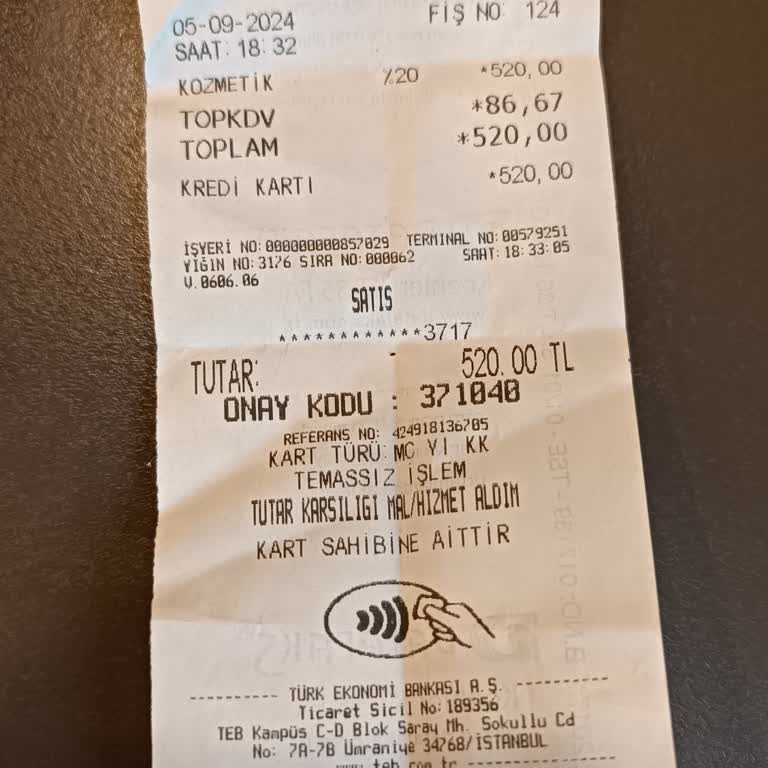 05-09-2024 FİŞ NO: 124
SAAT: 18:32
KOZMETİK %20 *520,00
TOPKDV *86,67
TOPLAM *520,00
KREDİ KARTI *520,00
İŞYERİ NO: 000000000857029 TERMINAL NO: 00579251
YIĞIN NO: 3176 SIRA NO: 000062 SAAT: 18:33:05
V.0606.06
SATIS
************3717
TUTAR: 520.00 TL
ONAY KODU : 371040
REFERANS NO: 424918136705
KART TÜRÜ: MC YI KK
TEMASSIZ İŞLEM
TUTAR KARSILIGI MAL/HIZMET ALDIM
KART SAHİBİNE AİTTİR
----------- TÜRK EKONOMİ BANKASI A.Ş. -----------
Ticaret Sicil No: 189356
TEB Kampüs C-D Blok Saray Mh. Sokullu Cd
No: 7A-7B Ümraniye 34768/İSTANBUL